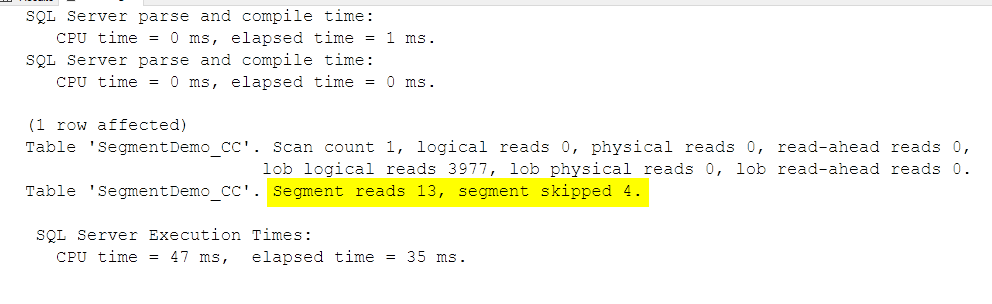 SQL Server parse and compile time:
CPU time = 0 ms, elapsed time = 1 ms.
SQL Server parse and compile time:
CPU time = 0 ms, elapsed time = 0 ms.
(1 row affected)
Table 'SegmentDemo_CC'. Scan count 1, logical reads 0, physical reads 0, read-ahead reads 0,
lob logical reads 3977, lob physical reads 0, lob read-ahead reads 0.
Table 'SegmentDemo_CC'. Segment reads 13, segment skipped 4.
SQL Server Execution Times:
CPU time = 47 ms, elapsed time = 35 ms.